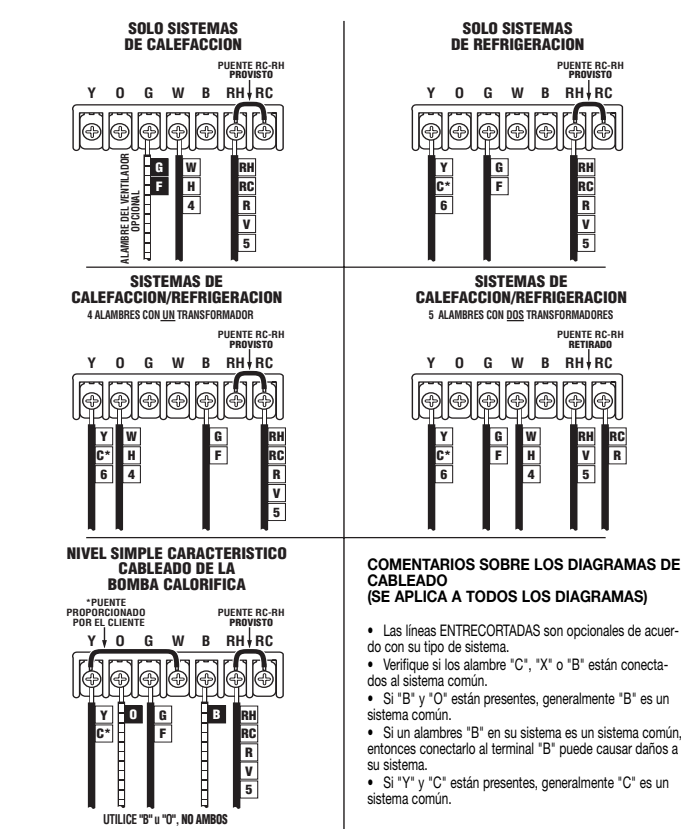 SOLO SISTEMAS
DE CALEFACCION
PUENTE RC-RH
PROVISTO
Y O G W B RH RC
ALAMBRE DEL VENTILADOR
OPCIONAL
G W RH
F H RC
4 R
V
5
SOLO SISTEMAS
DE REFRIGERACION
PUENTE RC-RH
PROVISTO
Y O G W B RH RC
Y G RH
C* F RC
6 R
V
5
SISTEMAS DE
CALEFACCION/REFRIGERACION
4 ALAMBRES CON UN TRANSFORMADOR
PUENTE RC-RH
PROVISTO
Y O G W B RH RC
Y W G RH
C* H F RC
6 4 R
V
5
SISTEMAS DE
CALEFACCION/REFRIGERACION
5 ALAMBRES CON DOS TRANSFORMADORES
PUENTE RC-RH
RETIRADO
Y O G W B RH RC
Y G W RH RC
C* F H V R
6 4 5
NIVEL SIMPLE CARACTERISTICO
CABLEADO DE LA
BOMBA CALORIFICA
*PUENTE
PROPORCIONADO
POR EL CLIENTE
PUENTE RC-RH
PROVISTO
Y O G W B RH RC
Y O G B RH
C* F RC
R
V
5
UTILICE "B" u "O", NO AMBOS
COMENTARIOS SOBRE LOS DIAGRAMAS DE
CABLEADO
(SE APLICA A TODOS LOS DIAGRAMAS)
• Las líneas ENTRECORTADAS son opcionales de acuer-
do con su tipo de sistema.
• Verifique si los alambre "C", "X" o "B" están conecta-
dos al sistema común.
• Si "B" y "O" están presentes, generalmente "B" es un
sistema común.
• Si un alambres "B" en su sistema es un sistema común,
entonces conectarlo al terminal "B" puede causar daños a
su sistema.
• Si "Y" y "C" están presentes, generalmente "C" es un
sistema común.